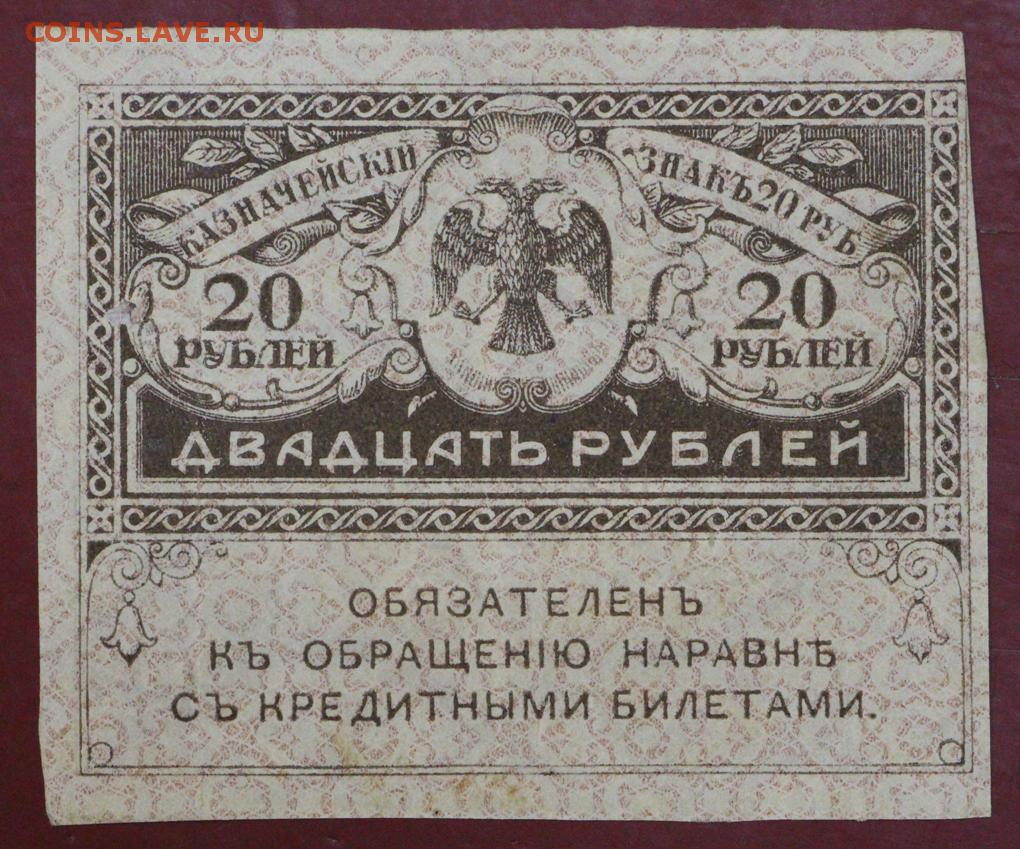 COINS.LAVE.RU
КАЗНАЧЕЙСКІЙ
ЗНАКЪ 20 РУБ
20
РУБЛЕЙ
20
РУБЛЕЙ
ДВАДЦАТЬ РУБЛЕЙ
ОБЯЗАТЕЛЕНЪ
КЪ ОБРАЩЕНІЮ НАРАВНѢ
СЪ КРЕДИТНЫМИ БИЛЕТАМИ.